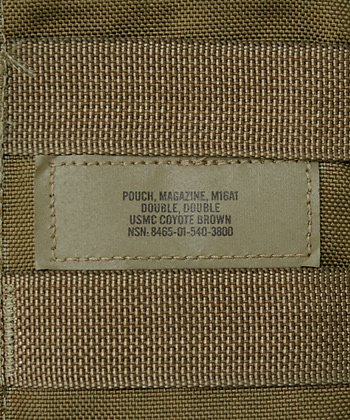 POUCH, MAGAZINE, M16A1
DOUBLE, DOUBLE
USMC COYOTE BROWN
NSN: 8465-01-540-3800